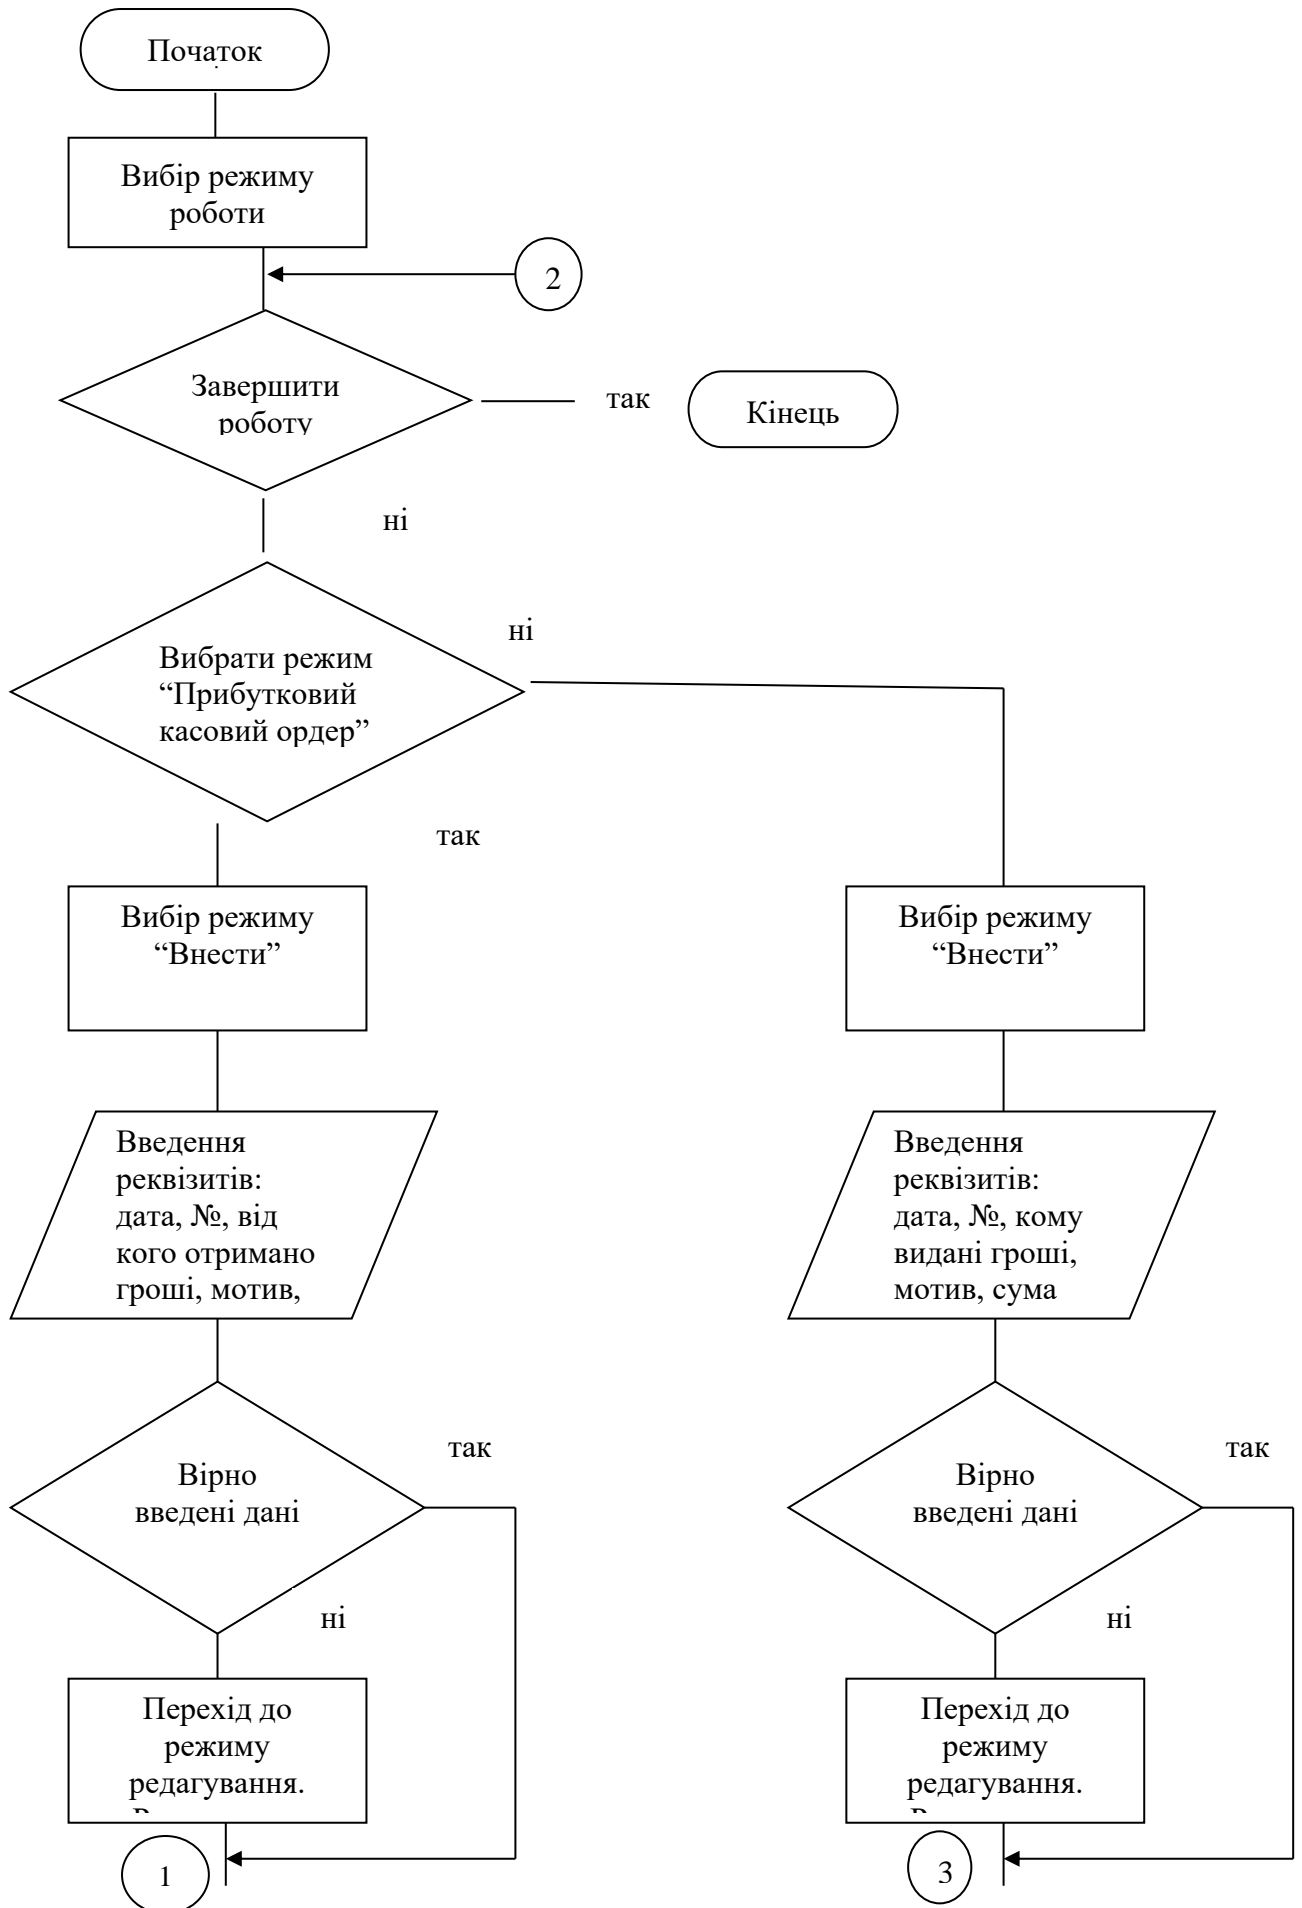 Початок
Вибір режиму
роботи
2
Завершити
роботу
так
Кінець
ні
ні
Вибрати режим
“Прибутковий
касовий ордер”
так
Вибір режиму
“Внести”
Вибір режиму
“Внести”
Введення
реквізитів:
дата, №, від
кого отримано
гроші, мотив,
Введення
реквізитів:
дата, №, кому
видані гроші,
мотив, сума
так
Вірно
введені дані
ні
так
Вірно
введені дані
ні
Перехід до
режиму
редагування.
Перехід до
режиму
редагування.
1
3